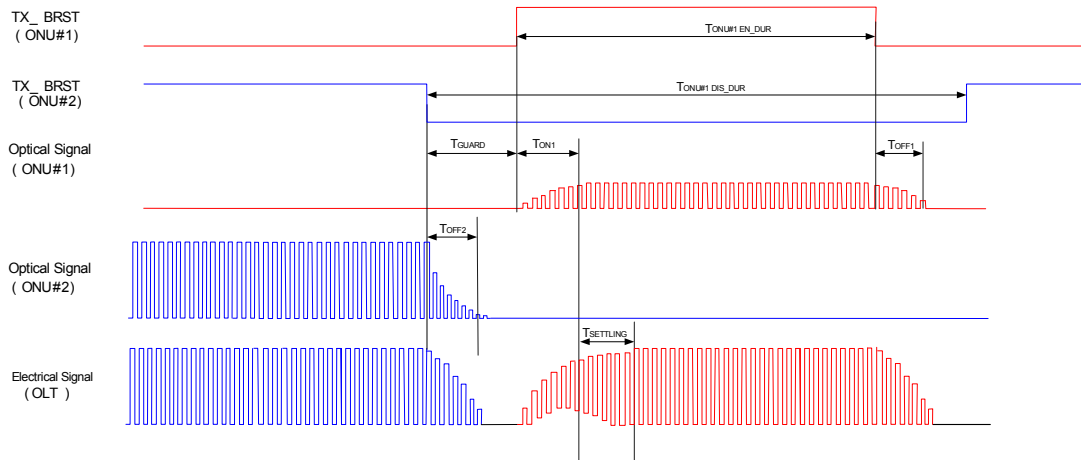 TX_ BRST
( ONU#1)
TONU#1 EN_DUR
TX_ BRST
( ONU#2)
TONU#1 DIS_DUR
Optical Signal
( ONU#1)
TGUARD
TON1
TOFF1
Optical Signal
( ONU#2)
TOFF2
TSETTLING
Electrical Signal
( OLT )